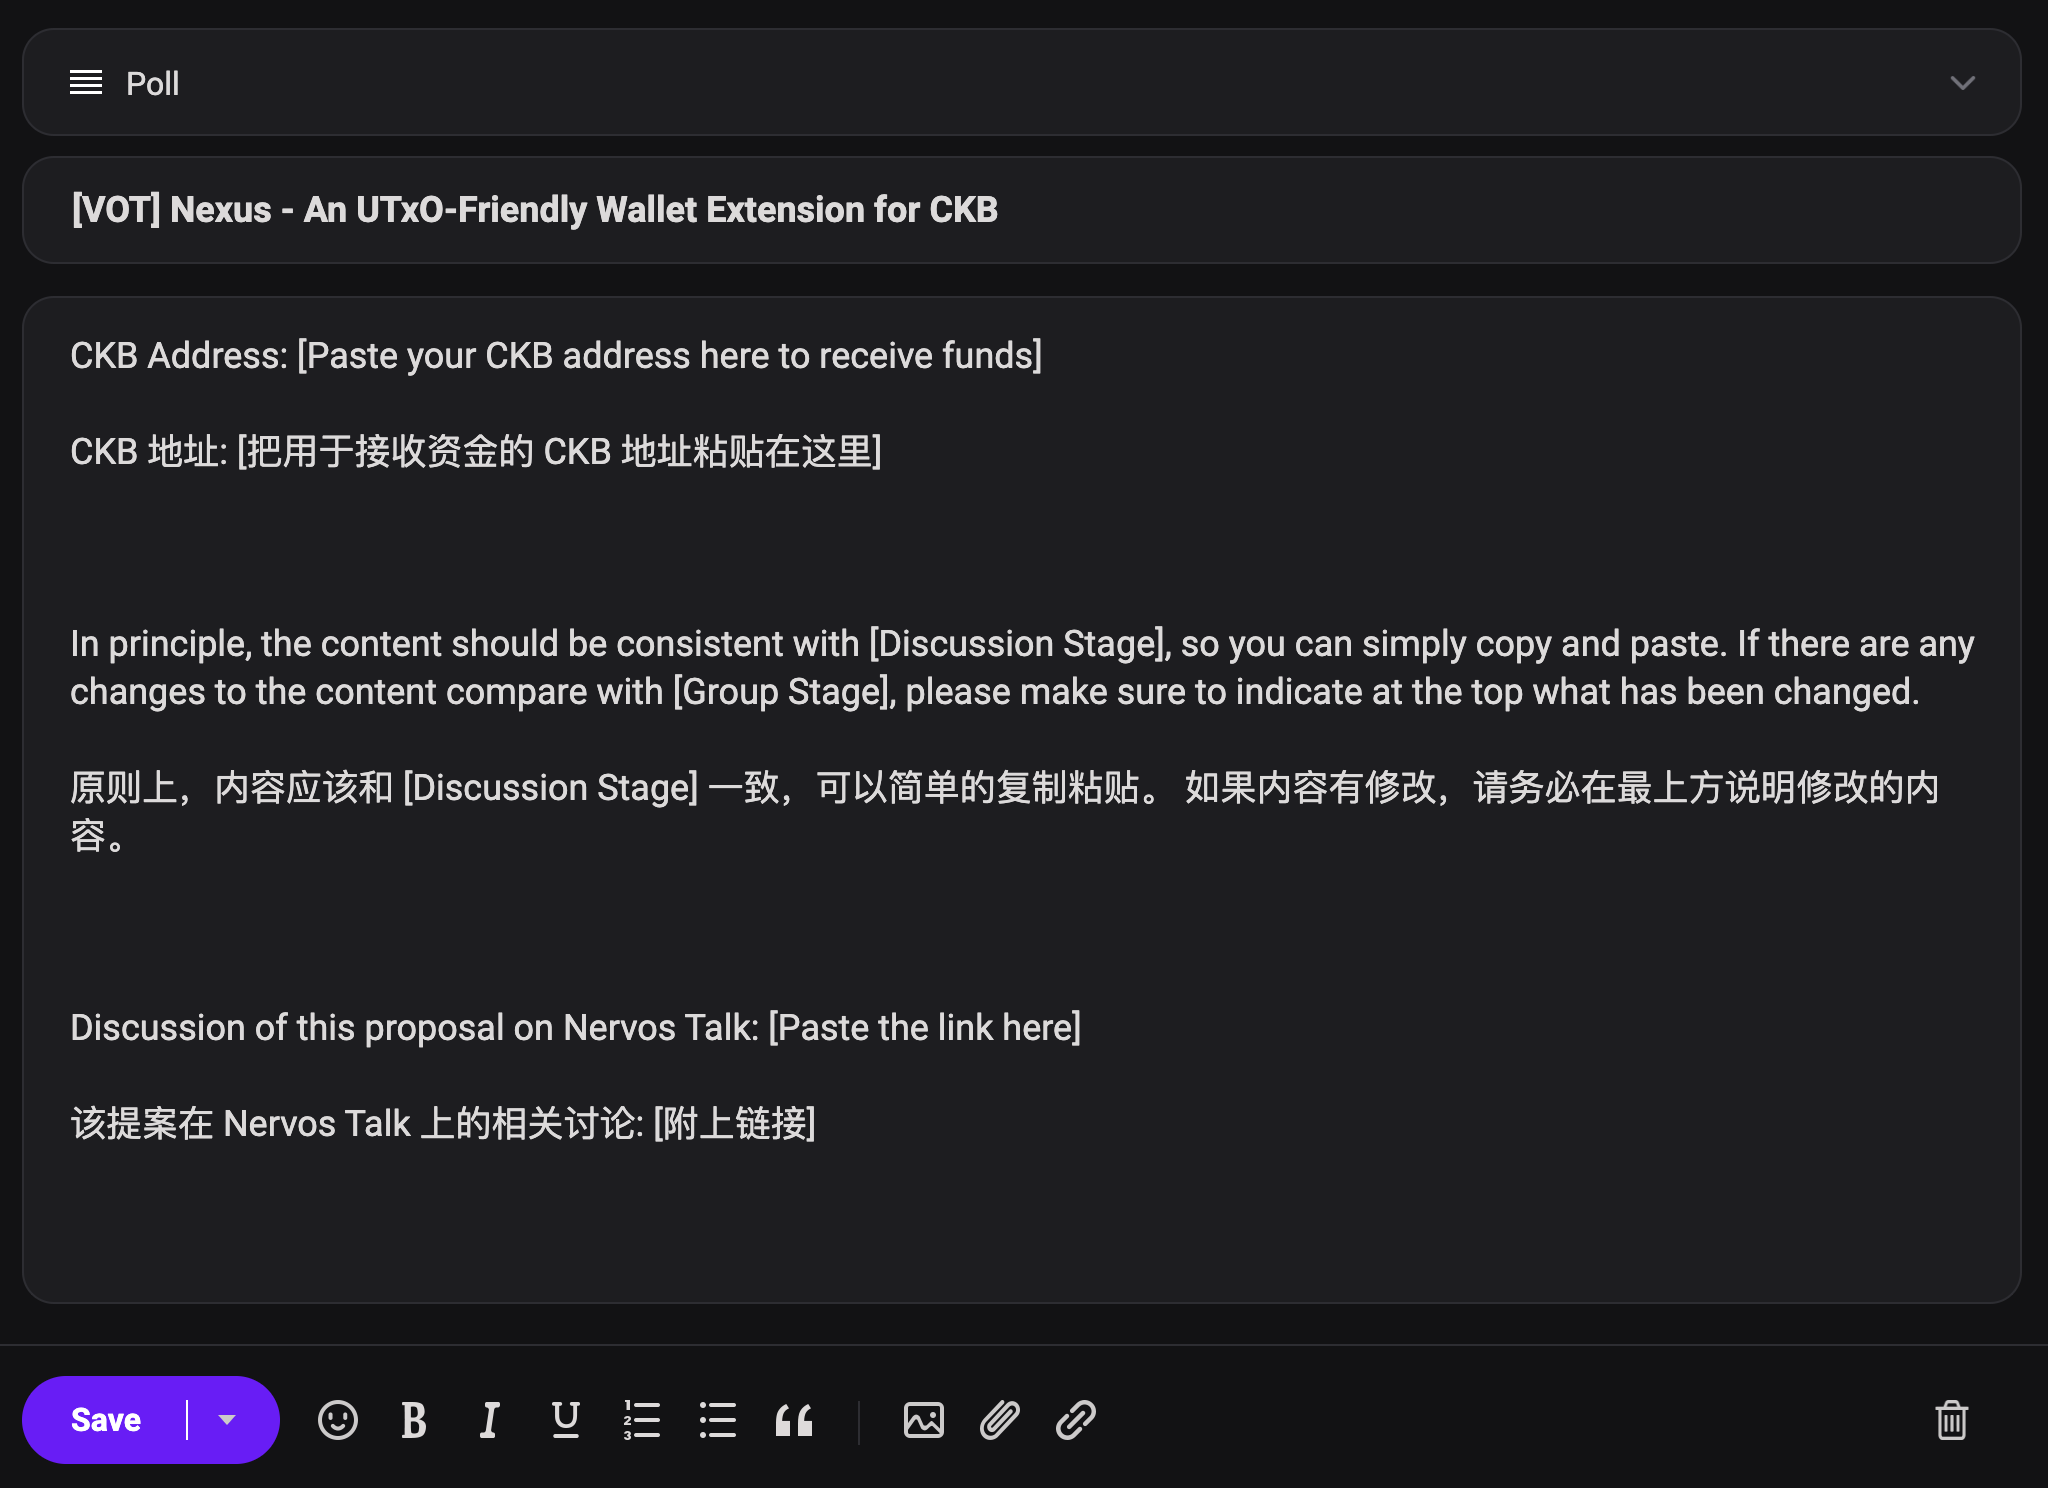 Poll
[VOT] Nexus - An UTxO-Friendly Wallet Extension for CKB
CKB Address: [Paste your CKB address here to receive funds]
CKB 地址: [把用于接收资金的 CKB 地址粘贴在这里]
In principle, the content should be consistent with [Discussion Stage], so you can simply copy and paste. If there are any
changes to the content compare with [Group Stage], please make sure to indicate at the top what has been changed.
原则上，内容应该和 [Discussion Stage] 一致，可以简单的复制粘贴。 如果内容有修改，请务必在最上方说明修改的内
容。
Discussion of this proposal on Nervos Talk: [Paste the link here]
该提案在 Nervos Talk 上的相关讨论: [附上链接]
Save